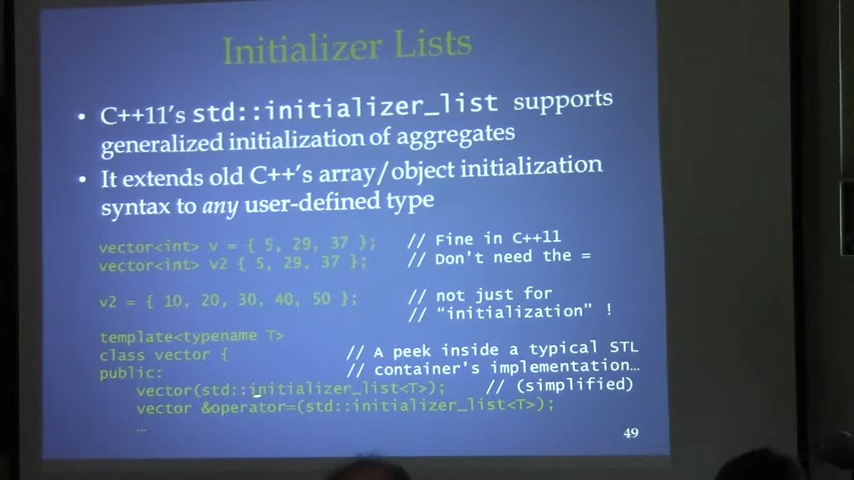 Initializer Lists
• C++11's std::initializer_list supports
generalized initialization of aggregates
• It extends old C++'s array/object initialization
syntax to any user-defined type
vector<int> v = { 5, 29, 37 }; // Fine in C++11
vector<int> v2 { 5, 29, 37 }; // Don't need the =
v2 = { 10, 20, 30, 40, 50 }; // not just for
// “initialization” !
template<typename T>
class vector { // A peek inside a typical STL
public: // container's implementation…
vector(std::initializer_list<T>); // (simplified)
vector &operator=(std::initializer_list<T>);
…
49